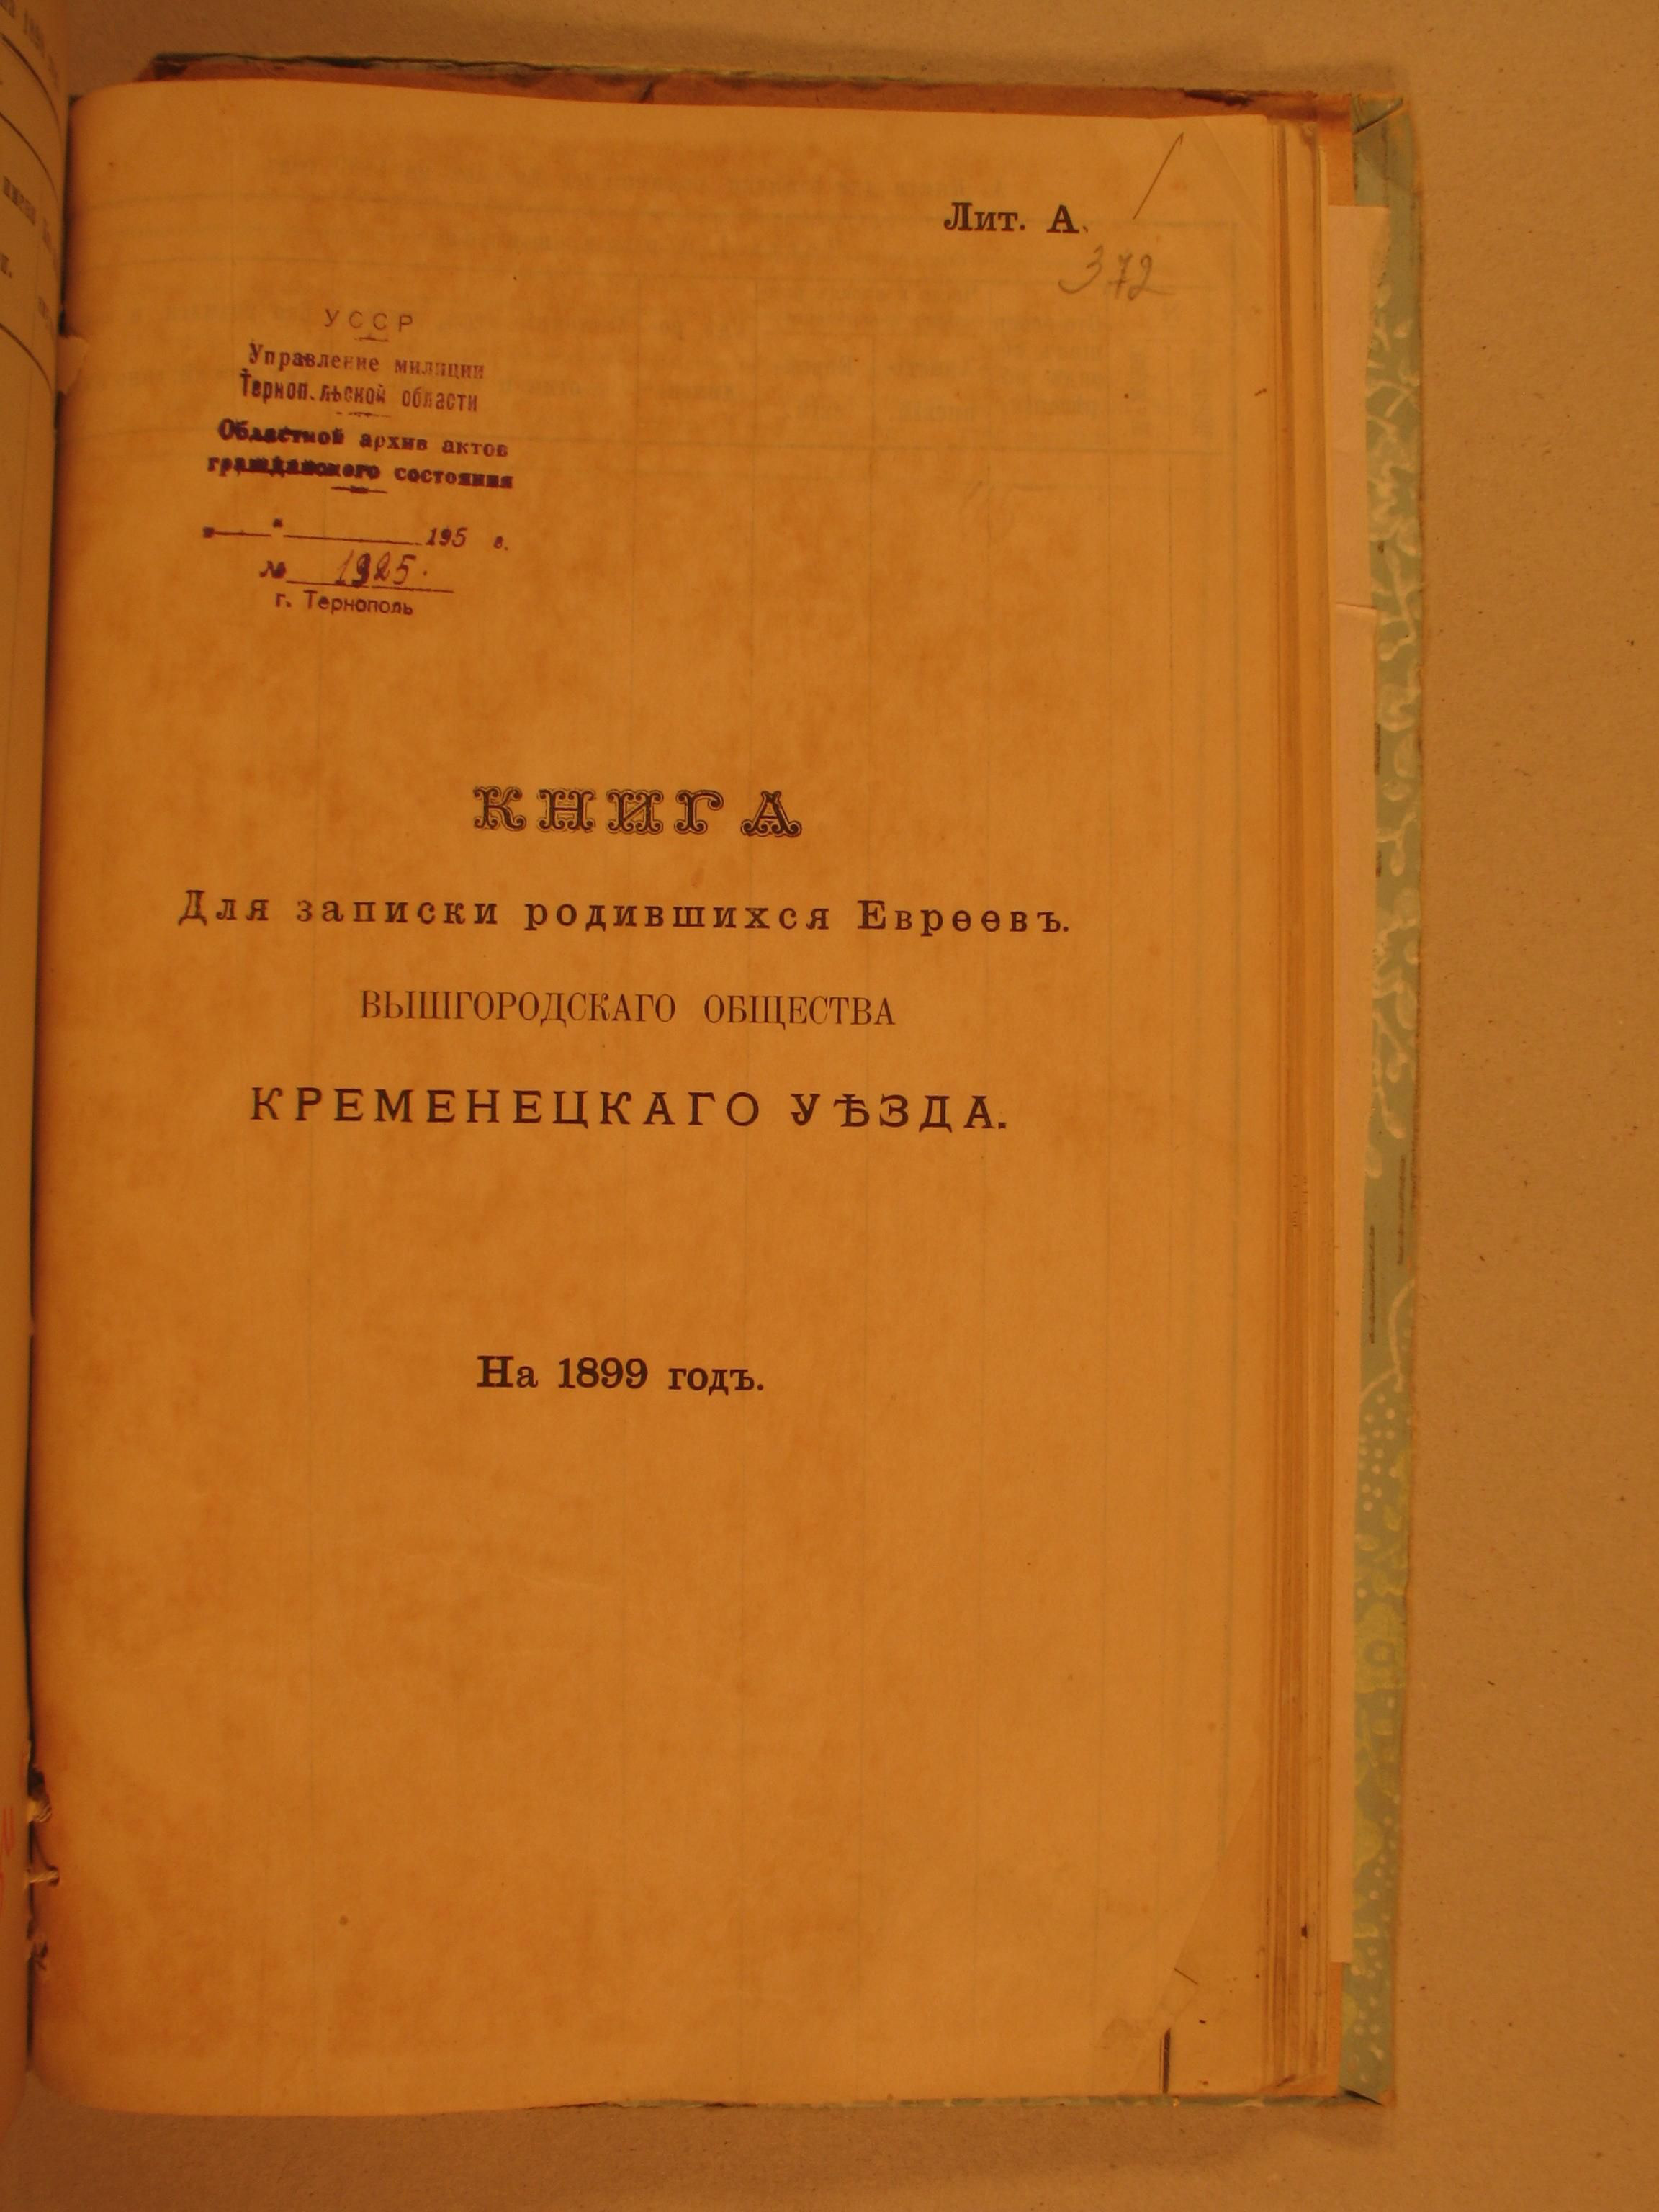 Лит. А.
372
УССР
Управление милиции
Тернопольской области
Областной архив актов
гражданского состояния
„ “ 195 г.
№ 1925.
г. Тернополь
КНИГА
Для записки родившихся Евреевъ.
ВЫШГОРОДСКАГО ОБЩЕСТВА
КРЕМЕНЕЦКАГО УѢЗДА.
На 1899 годъ.